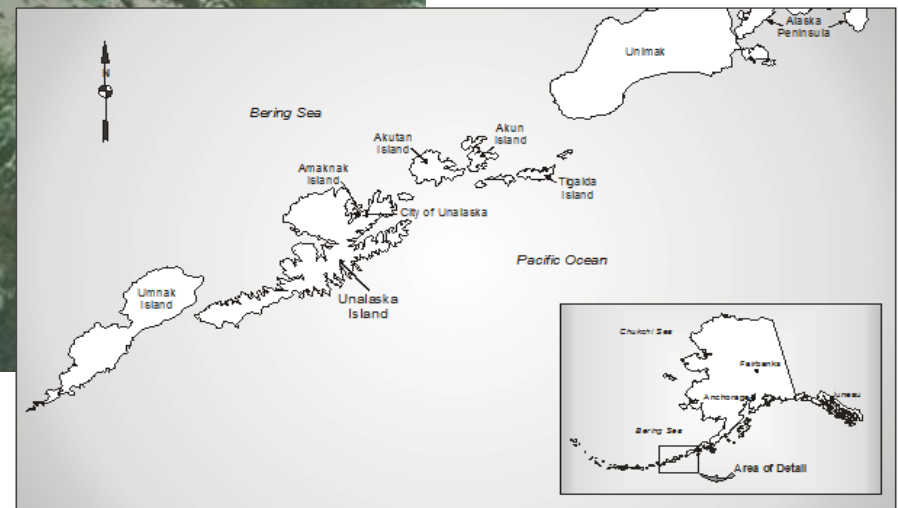 Alaska
Peninsula
Unimak
N
Bering Sea
Akun
Island
Akutan
Island
Amaknak
Island
Tigalda
Island
City of Unalaska
Pacific Ocean
Umnak
Island
Unalaska
Island
Chukchi Sea
Fairbanks
Anchorage
Juneau
Bering Sea
Area of Detail